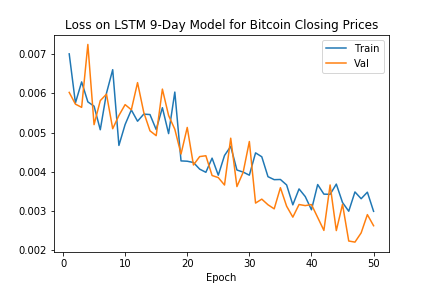 Loss on LSTM 9-Day Model for Bitcoin Closing Prices
Train
Val
0.007
0.006
0.005
0.004
0.003
0.002
0 10 20 30 40 50
Epoch